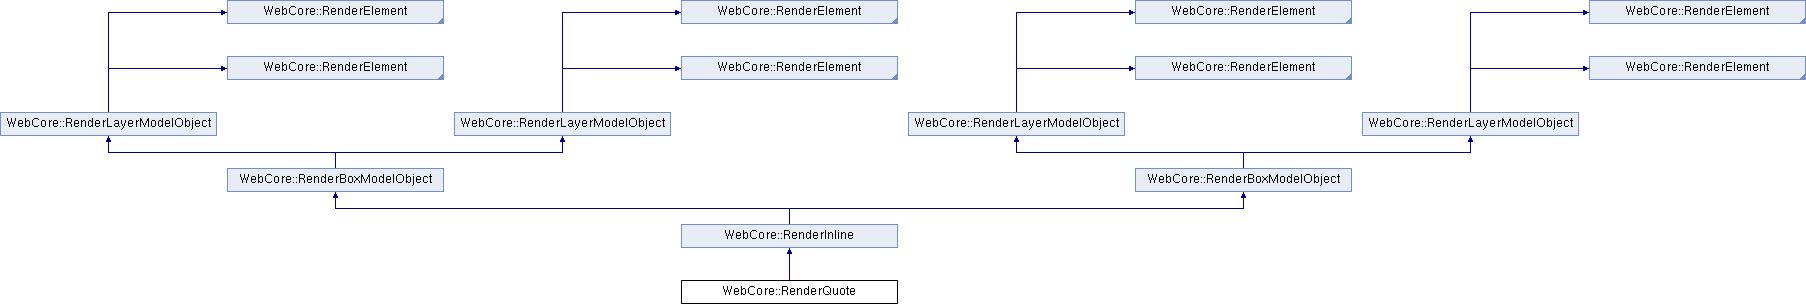 WebCore::RenderElement
WebCore::RenderElement
WebCore::RenderElement
WebCore::RenderElement
WebCore::RenderElement
WebCore::RenderElement
WebCore::RenderElement
WebCore::RenderElement
WebCore::RenderLayerModelObject
WebCore::RenderLayerModelObject
WebCore::RenderLayerModelObject
WebCore::RenderLayerModelObject
WebCore::RenderBoxModelObject
WebCore::RenderBoxModelObject
WebCore::RenderInline
WebCore::RenderQuote